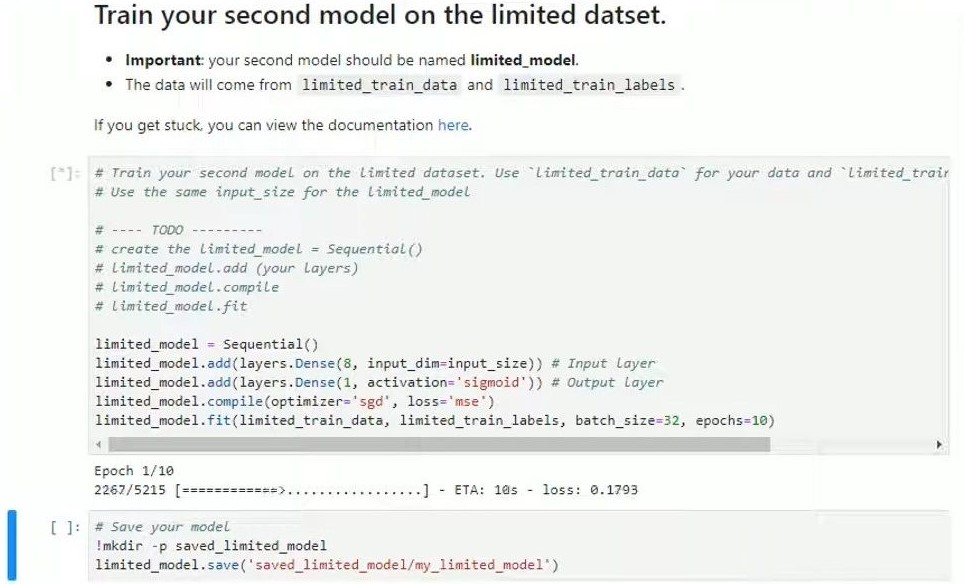 Train your second model on the limited datset.
• Important: your second model should be named limited_model.
• The data will come from limited_train_data and limited_train_labels .
If you get stuck, you can view the documentation here.
[*]: # Train your second model on the limited dataset. Use `limited_train_data` for your data and `limited_train
# Use the same input_size for the limited_model
# ---- TODO ---------
# create the limited_model = Sequential()
# limited_model.add (your layers)
# limited_model.compile
# limited_model.fit
limited_model = Sequential()
limited_model.add(layers.Dense(8, input_dim=input_size)) # Input layer
limited_model.add(layers.Dense(1, activation='sigmoid')) # Output layer
limited_model.compile(optimizer='sgd', loss='mse')
limited_model.fit(limited_train_data, limited_train_labels, batch_size=32, epochs=10)
Epoch 1/10
2267/5215 [============>.................] - ETA: 10s - loss: 0.1793
[ ]: # Save your model
!mkdir -p saved_limited_model
limited_model.save('saved_limited_model/my_limited_model')